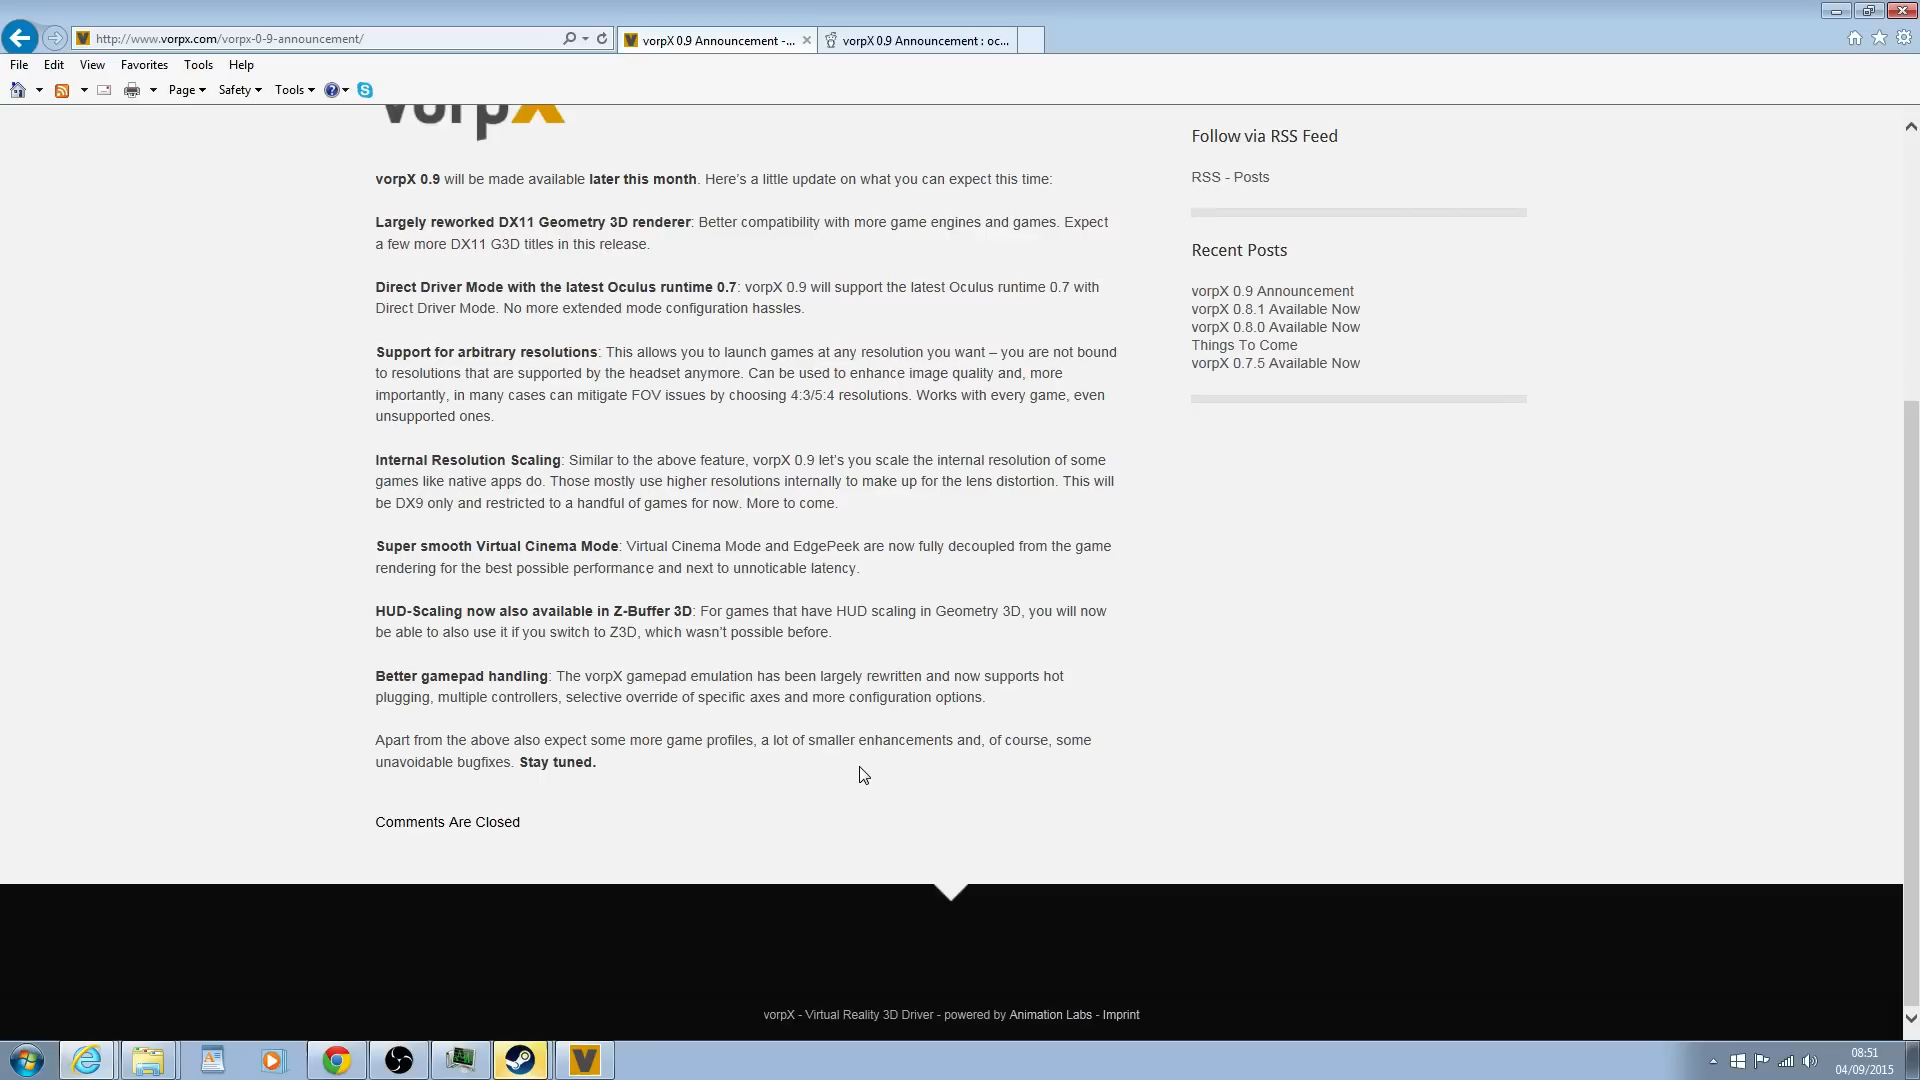 http://www.vorpx.com/vorpx-0-9-announcement/
vorpX 0.9 Announcement -...
vorpX 0.9 Announcement : oc...
File Edit View Favorites Tools Help
Page Safety Tools
vorpX
vorpX 0.9 will be made available later this month. Here's a little update on what you can expect this time:
Largely reworked DX11 Geometry 3D renderer: Better compatibility with more game engines and games. Expect
a few more DX11 G3D titles in this release.
Direct Driver Mode with the latest Oculus runtime 0.7: vorpX 0.9 will support the latest Oculus runtime 0.7 with
Direct Driver Mode. No more extended mode configuration hassles.
Support for arbitrary resolutions: This allows you to launch games at any resolution you want – you are not bound
to resolutions that are supported by the headset anymore. Can be used to enhance image quality and, more
importantly, in many cases can mitigate FOV issues by choosing 4:3/5:4 resolutions. Works with every game, even
unsupported ones.
Internal Resolution Scaling: Similar to the above feature, vorpX 0.9 let's you scale the internal resolution of some
games like native apps do. Those mostly use higher resolutions internally to make up for the lens distortion. This will
be DX9 only and restricted to a handful of games for now. More to come.
Super smooth Virtual Cinema Mode: Virtual Cinema Mode and EdgePeek are now fully decoupled from the game
rendering for the best possible performance and next to unnoticable latency.
HUD-Scaling now also available in Z-Buffer 3D: For games that have HUD scaling in Geometry 3D, you will now
be able to also use it if you switch to Z3D, which wasn't possible before.
Better gamepad handling: The vorpX gamepad emulation has been largely rewritten and now supports hot
plugging, multiple controllers, selective override of specific axes and more configuration options.
Apart from the above also expect some more game profiles, a lot of smaller enhancements and, of course, some
unavoidable bugfixes. Stay tuned.
Comments Are Closed
Follow via RSS Feed
RSS - Posts
Recent Posts
vorpX 0.9 Announcement
vorpX 0.8.1 Available Now
vorpX 0.8.0 Available Now
Things To Come
vorpX 0.7.5 Available Now
vorpX - Virtual Reality 3D Driver - powered by Animation Labs - Imprint
08:51
04/09/2015